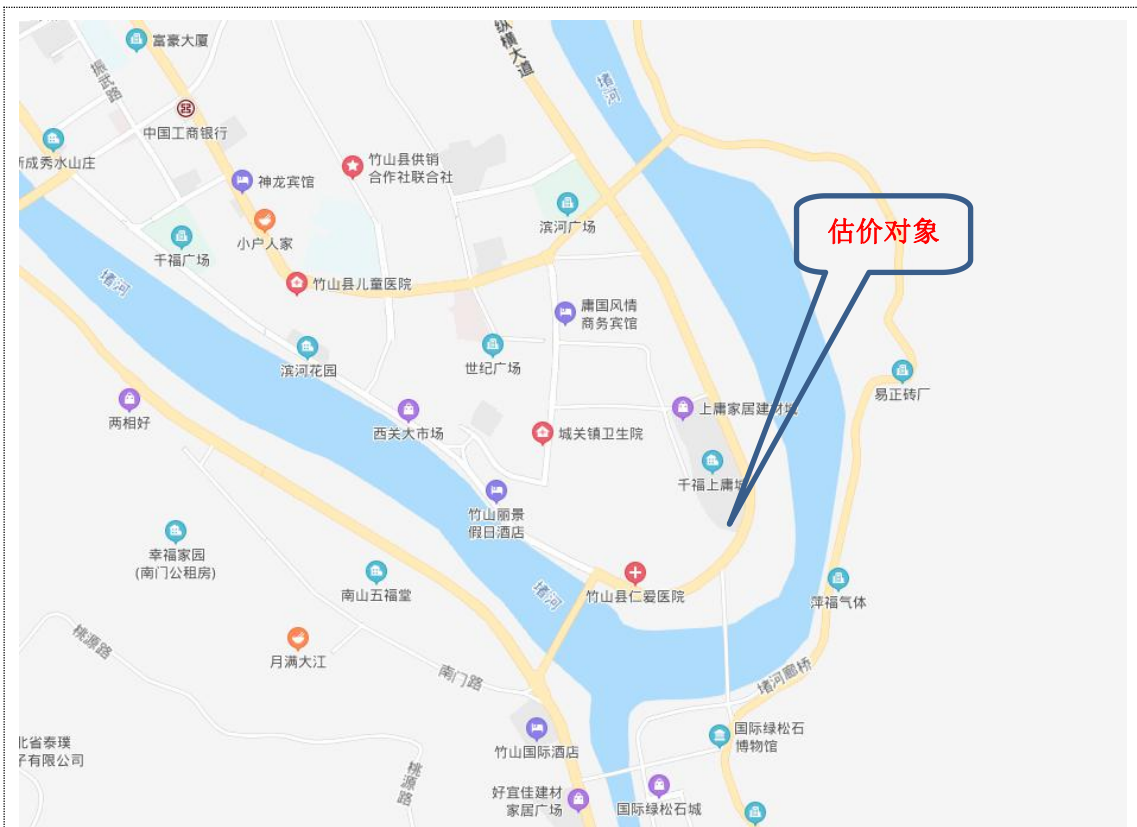 富豪大厦
纵横大道
振武路
堵河
中国工商银行
新成秀水山庄
竹山县供销
合作社联合社
神龙宾馆
小户人家
滨河广场
估价对象
千福广场
堵河
竹山县儿童医院
庸国风情
商务宾馆
滨河花园
世纪广场
易正砖厂
两相好
西关大市场
上庸家居建材城
城关镇卫生院
千福上庸城
竹山丽景
假日酒店
幸福家园
(南门公租房)
南山五福堂
堵河
竹山县仁爱医院
萍福气体
桃源路
月满大江
南门路
堵河廊桥
北省泰璞
子有限公司
竹山国际酒店
国际绿松石
博物馆
桃源路
好宜佳建材
家居广场
国际绿松石城